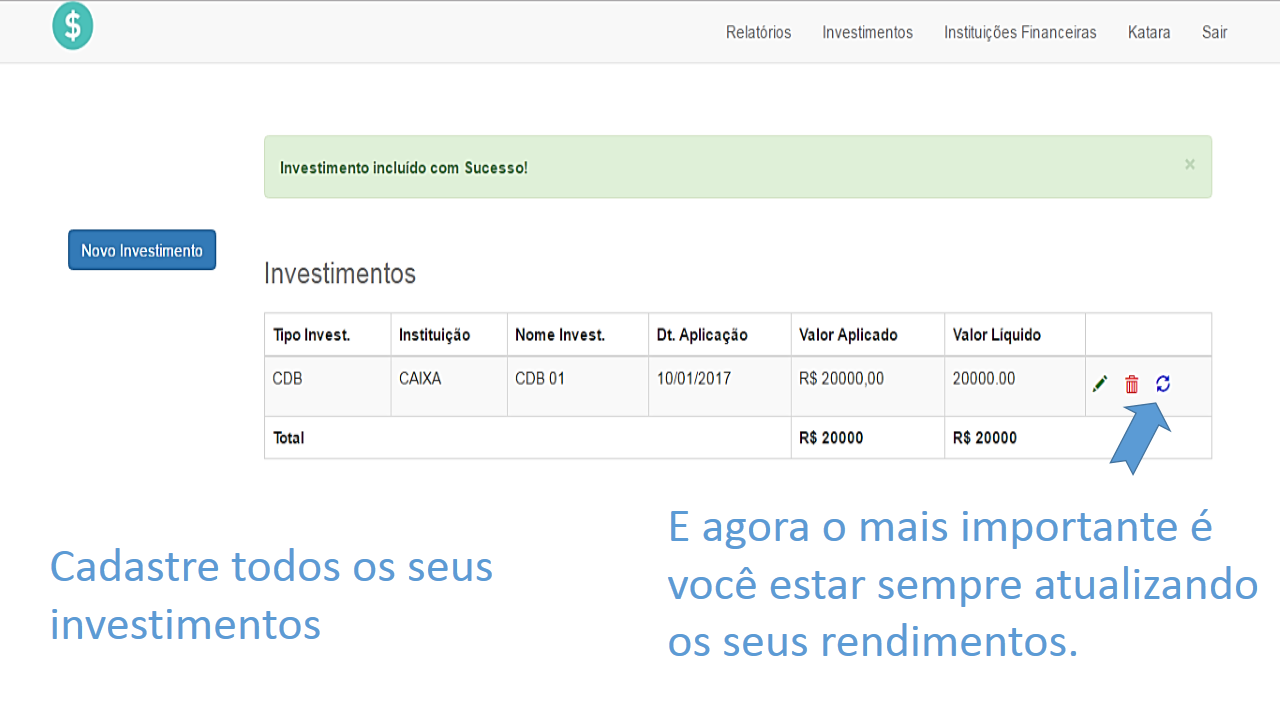 $
Relatórios Investimentos Instituições Financeiras Katara Sair
Investimento incluído com Sucesso! ×
Novo Investimento
Investimentos
Tipo Invest. Instituição Nome Invest. Dt. Aplicação Valor Aplicado Valor Líquido
CDB CAIXA CDB 01 10/01/2017 R$ 20000,00 20000.00
Total R$ 20000 R$ 20000
Cadastre todos os seus
investimentos
E agora o mais importante é
você estar sempre atualizando
os seus rendimentos.